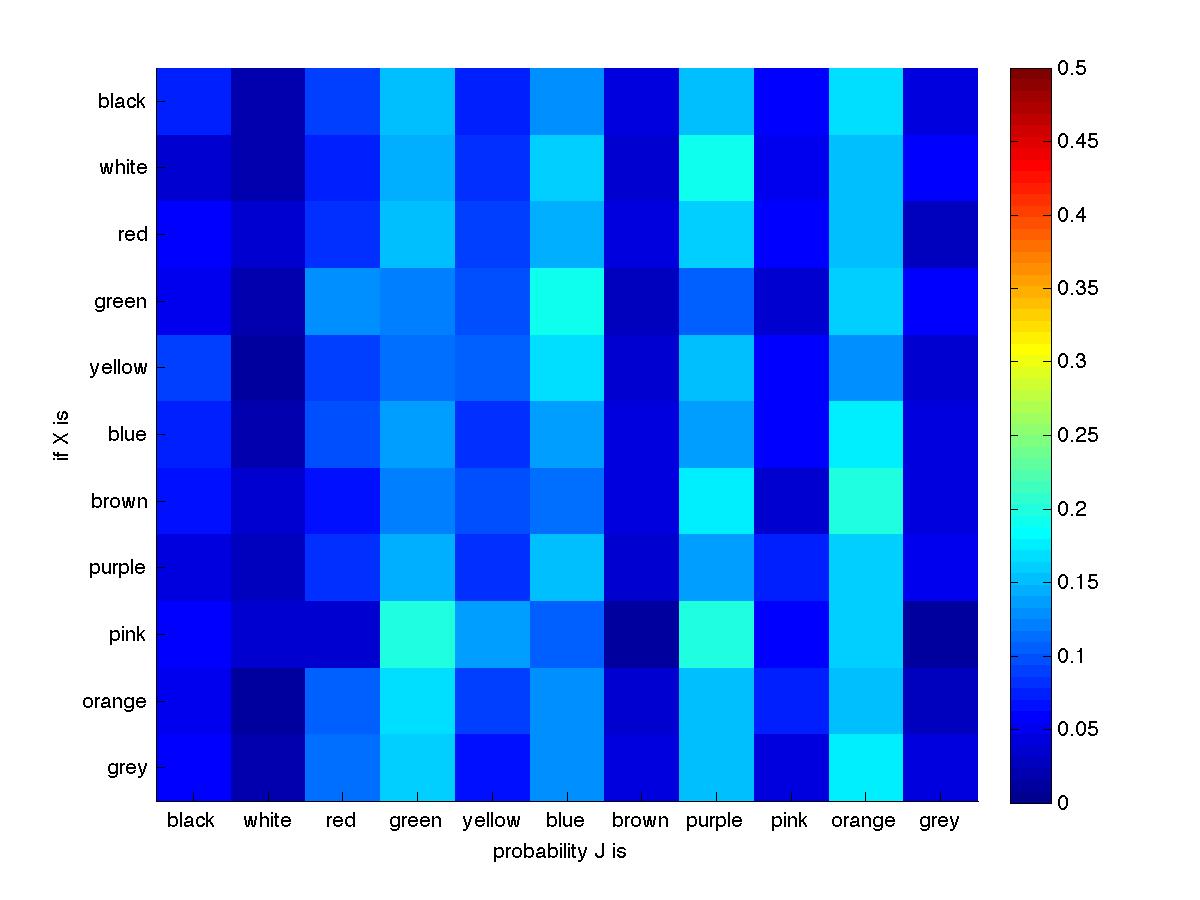 black
white
red
green
yellow
blue
brown
purple
pink
orange
grey
if X is
black white red green yellow blue brown purple pink orange grey
probability J is
0.5
0.45
0.4
0.35
0.3
0.25
0.2
0.15
0.1
0.05
0